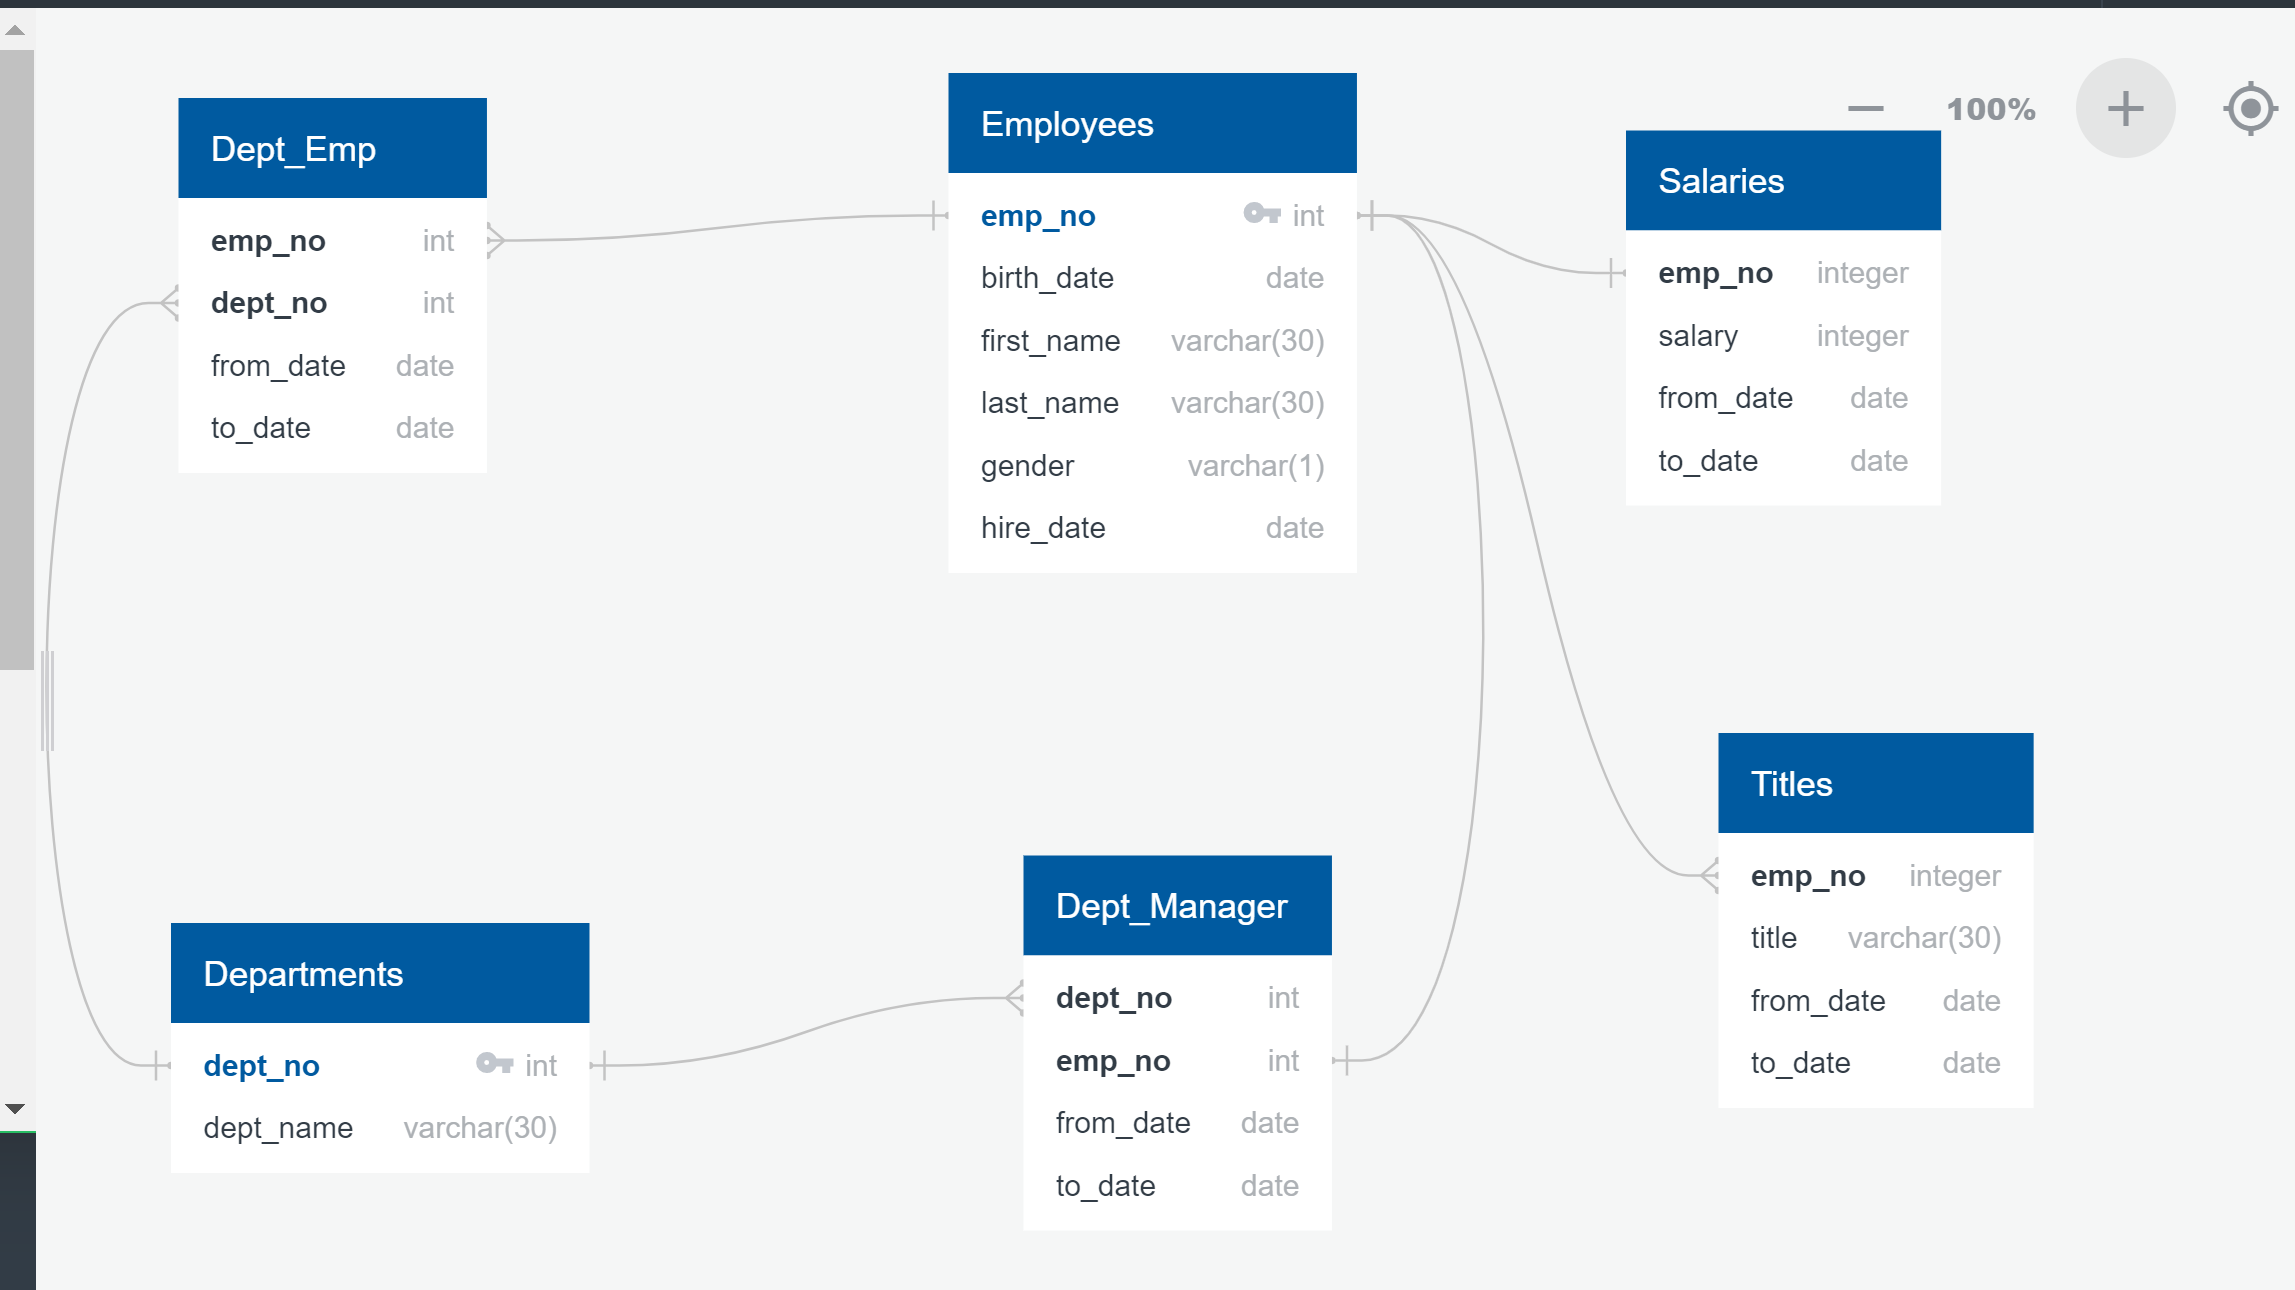 100%
Dept_Emp
emp_no int
dept_no int
from_date date
to_date date
Employees
emp_no int
birth_date date
first_name varchar(30)
last_name varchar(30)
gender varchar(1)
hire_date date
Salaries
emp_no integer
salary integer
from_date date
to_date date
Titles
emp_no integer
title varchar(30)
from_date date
to_date date
Departments
dept_no int
dept_name varchar(30)
Dept_Manager
dept_no int
emp_no int
from_date date
to_date date